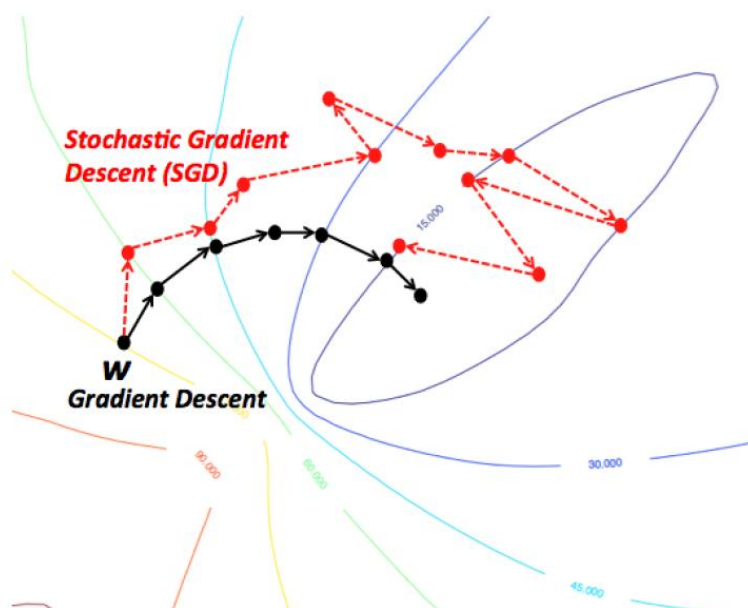 Stochastic Gradient
Descent (SGD)
15.000
W
Gradient Descent
90.000
60.000
30.000
45.000